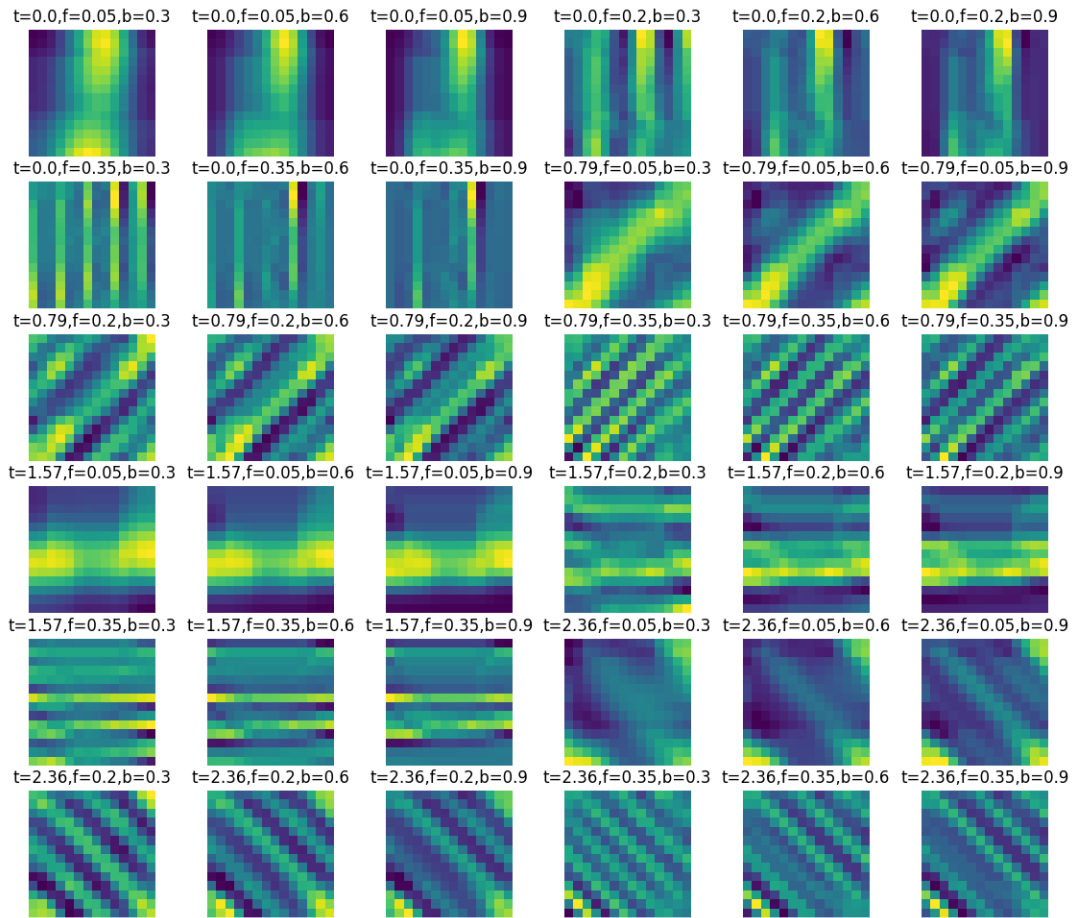 t=0.0,f=0.05,b=0.3 t=0.0,f=0.05,b=0.6 t=0.0,f=0.05,b=0.9 t=0.0,f=0.2,b=0.3 t=0.0,f=0.2,b=0.6 t=0.0,f=0.2,b=0.9
t=0.0,f=0.35,b=0.3 t=0.0,f=0.35,b=0.6 t=0.0,f=0.35,b=0.9 t=0.79,f=0.05,b=0.3 t=0.79,f=0.05,b=0.6 t=0.79,f=0.05,b=0.9
t=0.79,f=0.2,b=0.3 t=0.79,f=0.2,b=0.6 t=0.79,f=0.2,b=0.9 t=0.79,f=0.35,b=0.3 t=0.79,f=0.35,b=0.6 t=0.79,f=0.35,b=0.9
t=1.57,f=0.05,b=0.3 t=1.57,f=0.05,b=0.6 t=1.57,f=0.05,b=0.9 t=1.57,f=0.2,b=0.3 t=1.57,f=0.2,b=0.6 t=1.57,f=0.2,b=0.9
t=1.57,f=0.35,b=0.3 t=1.57,f=0.35,b=0.6 t=1.57,f=0.35,b=0.9 t=2.36,f=0.05,b=0.3 t=2.36,f=0.05,b=0.6 t=2.36,f=0.05,b=0.9
t=2.36,f=0.2,b=0.3 t=2.36,f=0.2,b=0.6 t=2.36,f=0.2,b=0.9 t=2.36,f=0.35,b=0.3 t=2.36,f=0.35,b=0.6 t=2.36,f=0.35,b=0.9